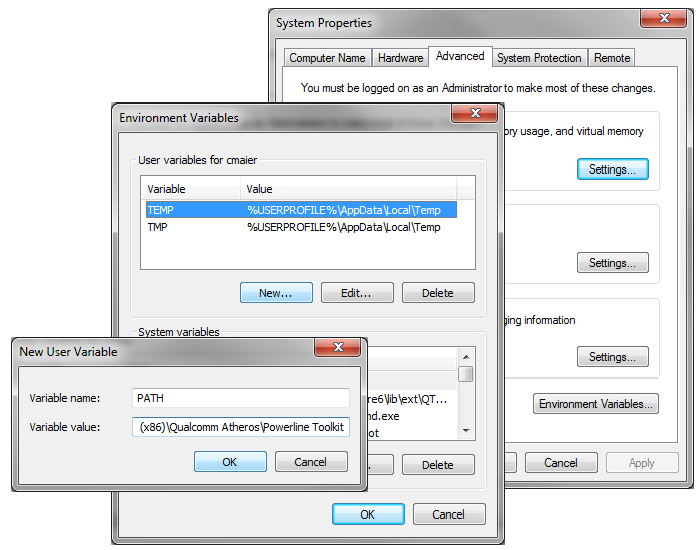 System Properties
Computer Name Hardware Advanced System Protection Remote
You must be logged on as an Administrator to make most of these changes.
usage, and virtual memory
Settings...
Settings...
information
Settings...
Environment Variables...
Cancel Apply
Environment Variables
User variables for cmaier
Variable Value
TEMP %USERPROFILE%\AppData\Local\Temp
TMP %USERPROFILE%\AppData\Local\Temp
New... Edit... Delete
System variables
re6\lib\ext\QT...
nd.exe
ot
Delete
OK Cancel
New User Variable
Variable name: PATH
Variable value: (x86)\Qualcomm Atheros\Powerline Toolkit
OK Cancel